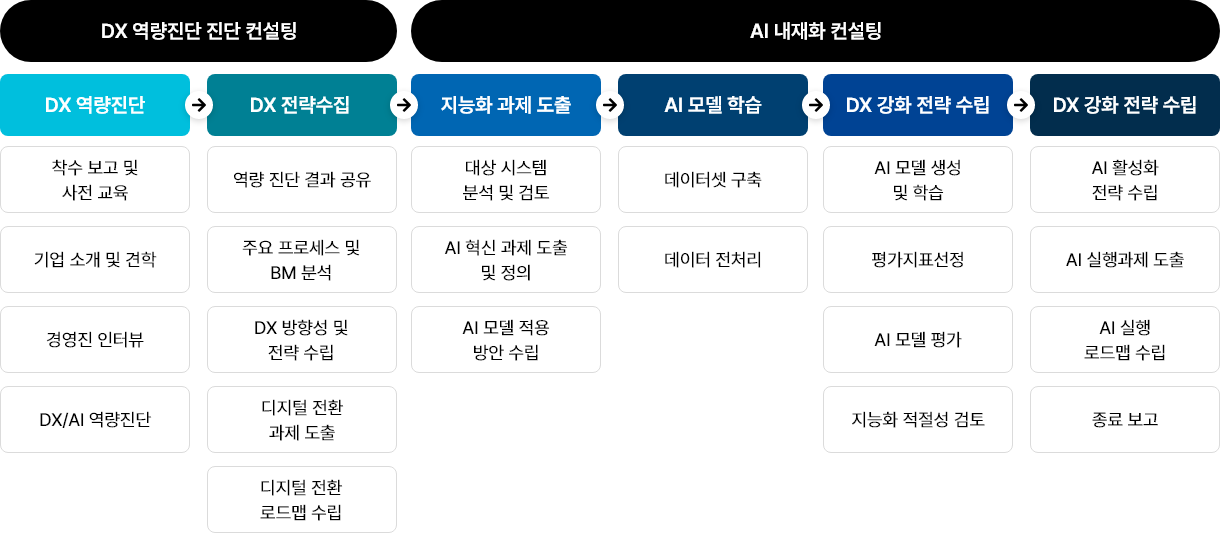 DX 역량진단 진단 컨설팅
AI 내재화 컨설팅
DX 역량진단
DX 전략수집
지능화 과제 도출
AI 모델 학습
DX 강화 전략 수립
DX 강화 전략 수립
착수 보고 및
사전 교육
기업 소개 및 견학
경영진 인터뷰
DX/AI 역량진단
역량 진단 결과 공유
주요 프로세스 및
BM 분석
DX 방향성 및
전략 수립
디지털 전환
과제 도출
디지털 전환
로드맵 수립
대상 시스템
분석 및 검토
AI 혁신 과제 도출
및 정의
AI 모델 적용
방안 수립
데이터셋 구축
데이터 전처리
AI 모델 생성
및 학습
평가지표선정
AI 모델 평가
지능화 적절성 검토
AI 활성화
전략 수립
AI 실행과제 도출
AI 실행
로드맵 수립
종료 보고